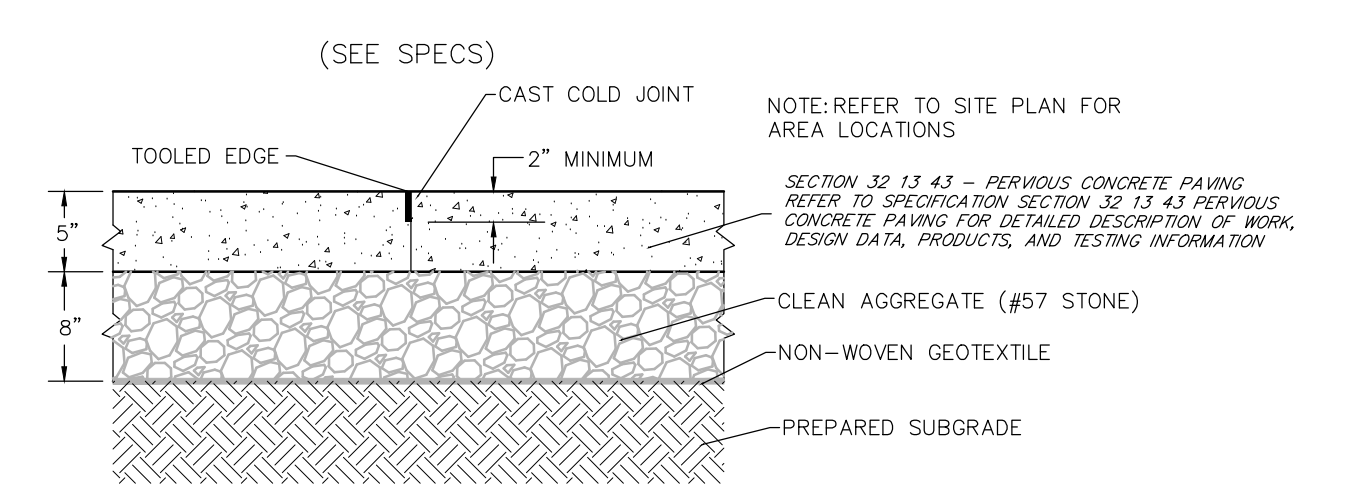 (SEE SPECS)
CAST COLD JOINT
NOTE: REFER TO SITE PLAN FOR
AREA LOCATIONS
TOOLED EDGE
2" MINIMUM
SECTION 32 13 43 – PERVIOUS CONCRETE PAVING
REFER TO SPECIFICATION SECTION 32 13 43 PERVIOUS
CONCRETE PAVING FOR DETAILED DESCRIPTION OF WORK,
DESIGN DATA, PRODUCTS, AND TESTING INFORMATION
5"
CLEAN AGGREGATE (#57 STONE)
8"
NON–WOVEN GEOTEXTILE
PREPARED SUBGRADE